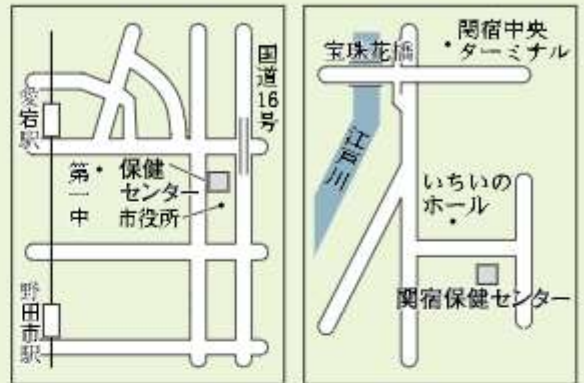 国道16号
愛宕駅
第一中
保健
センター
市役所
野田市駅
関宿中央
ターミナル
宝珠花橋
江戸川
いちいの
ホール
関宿保健センター